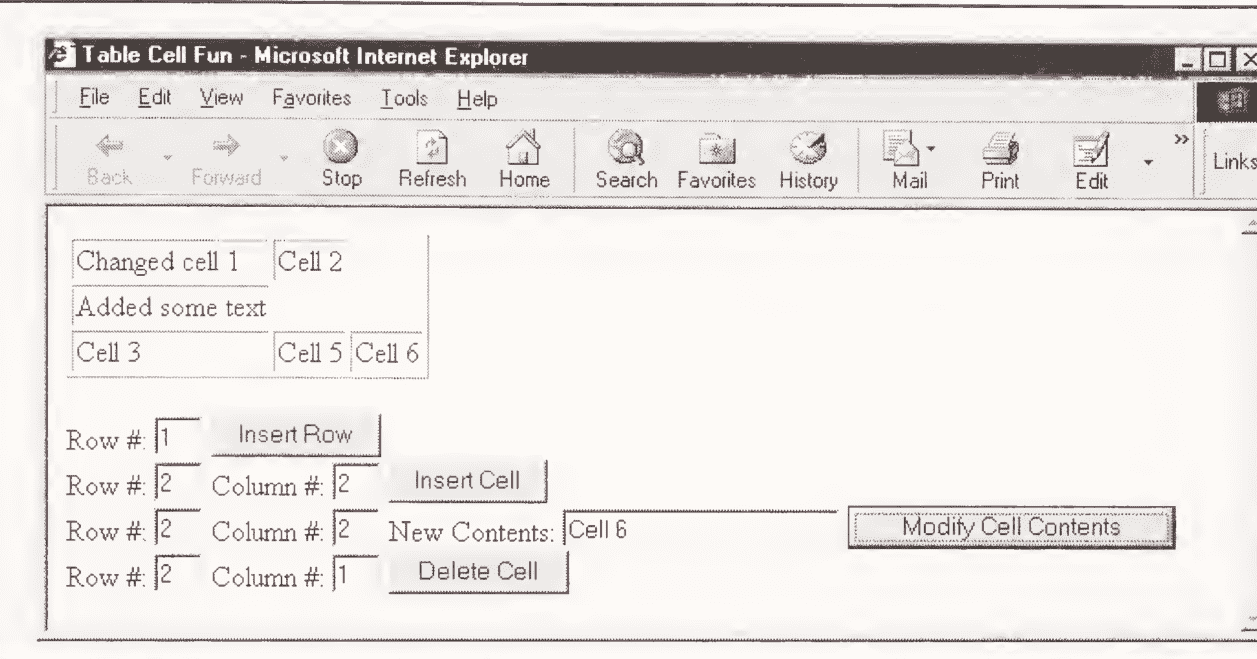 Table Cell Fun - Microsoft Internet Explorer
File Edit View Favorites Tools Help
Back Forward Stop Refresh Home Search Favorites History Mail Print Edit » Links
Changed cell 1 Cell 2
Added some text
Cell 3 Cell 5 Cell 6
Row #: 1 Insert Row
Row #: 2 Column #: 2 Insert Cell
Row #: 2 Column #: 2 New Contents: Cell 6 Modify Cell Contents
Row #: 2 Column #: 1 Delete Cell